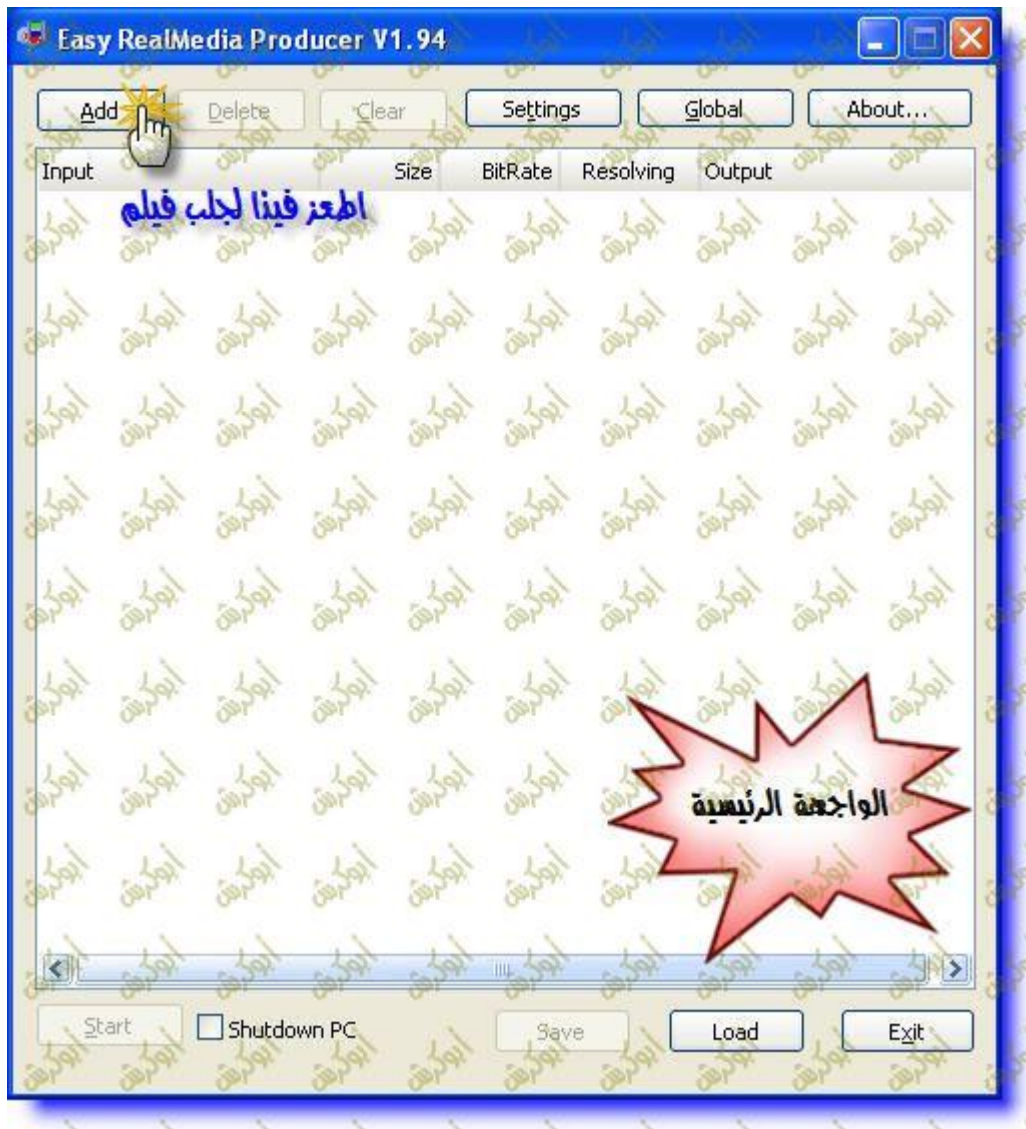 Easy RealMedia Producer V1.94
Add Delete Clear Settings Global About...
Input Size BitRate Resolving Output
اطعز فينا لجلب فيلم
الواجهة الرئيسية
Start Shutdown PC Save Load Exit
أبوكرش